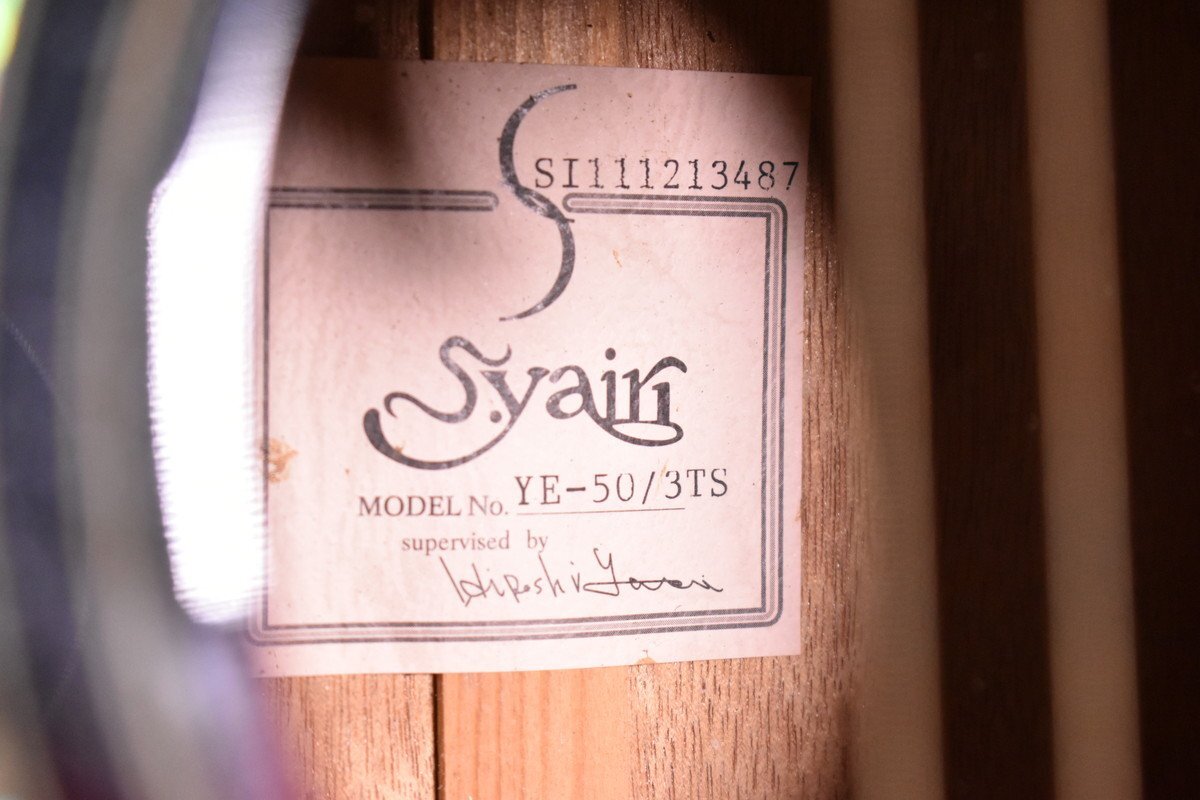 SI111213487
S.yairi
MODEL No. YE-50/3TS
supervised by
Hiroshi Yairi